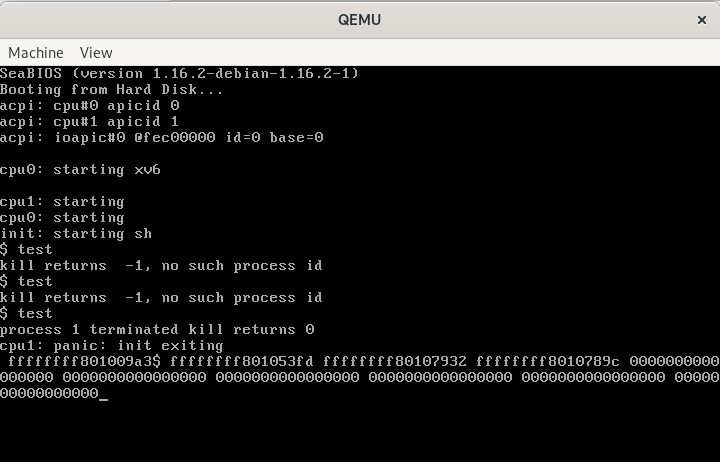 QEMU
Machine View
SeaBIOS (version 1.16.2-debian-1.16.2-1)
Booting from Hard Disk...
acpi: cpu#0 apicid 0
acpi: cpu#1 apicid 1
acpi: ioapic#0 @fec00000 id=0 base=0
cpu0: starting xv6
cpu1: starting
cpu0: starting
init: starting sh
$ test
kill returns  -1, no such process id
$ test
kill returns  -1, no such process id
$ test
process 1 terminated kill returns 0
cpu1: panic: init exiting
 ffffffff801009a3$ ffffffff801053fd ffffffff80107932 ffffffff8010789c 0000000000
000000 0000000000000000 0000000000000000 0000000000000000 0000000000000000 00000
00000000000_